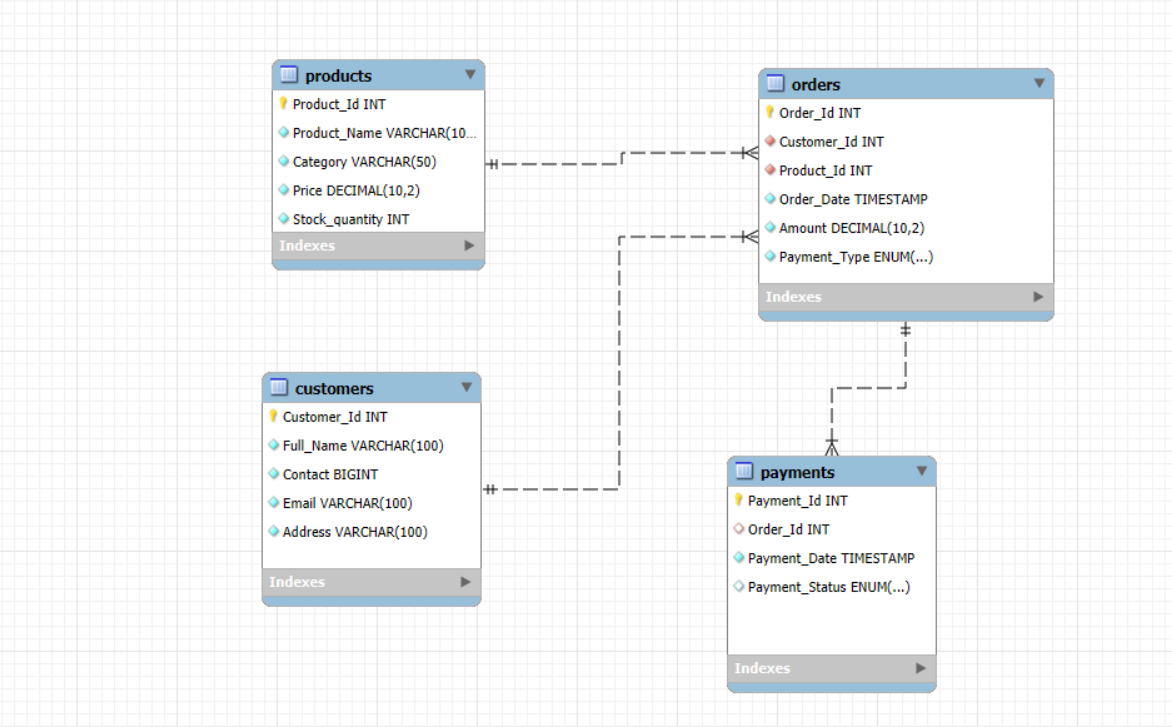 products
Product_Id INT
Product_Name VARCHAR(10...
Category VARCHAR(50)
Price DECIMAL(10,2)
Stock_quantity INT
Indexes
orders
Order_Id INT
Customer_Id INT
Product_Id INT
Order_Date TIMESTAMP
Amount DECIMAL(10,2)
Payment_Type ENUM(...)
Indexes
customers
Customer_Id INT
Full_Name VARCHAR(100)
Contact BIGINT
Email VARCHAR(100)
Address VARCHAR(100)
Indexes
payments
Payment_Id INT
Order_Id INT
Payment_Date TIMESTAMP
Payment_Status ENUM(...)
Indexes